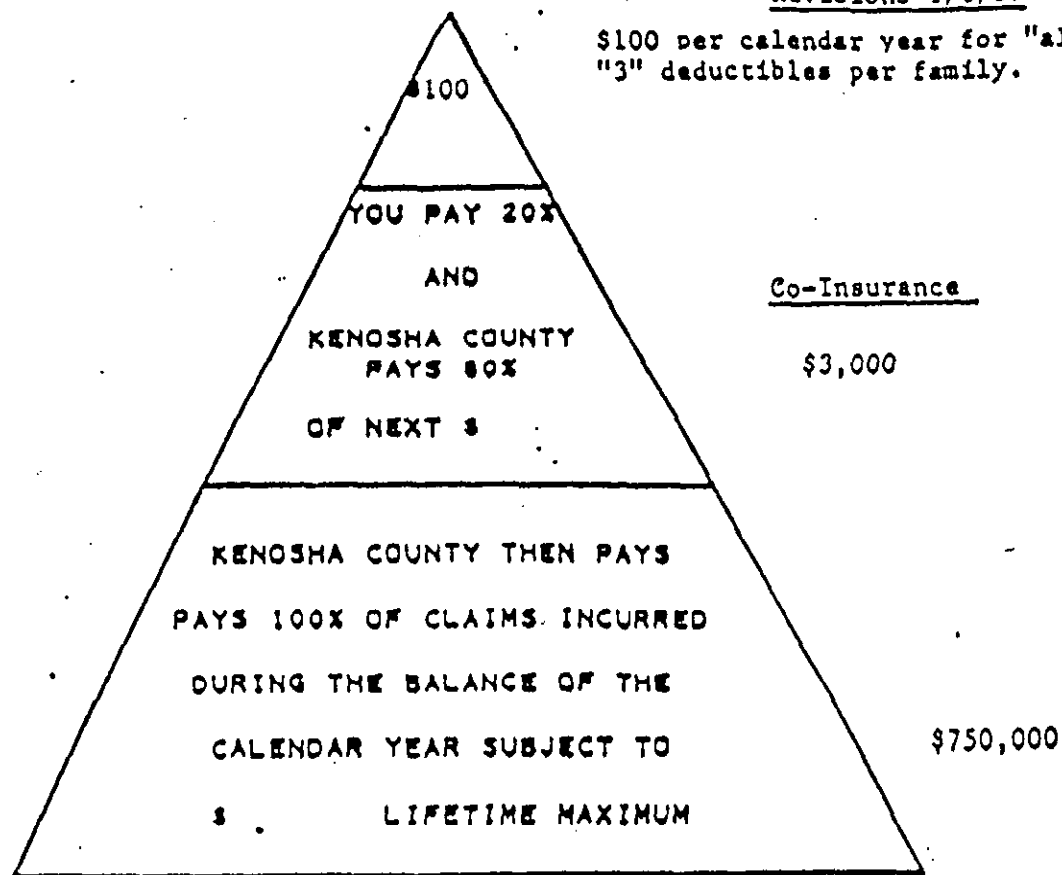 $100 per calendar year for
"3" deductibles per family.
$100
YOU PAY 20%
AND
KENOSHA COUNTY
PAYS 80%
OF NEXT $
Co-Insurance
$3,000
KENOSHA COUNTY THEN PAYS
PAYS 100% OF CLAIMS INCURRED
DURING THE BALANCE OF THE
CALENDAR YEAR SUBJECT TO
$750,000
$ LIFETIME MAXIMUM